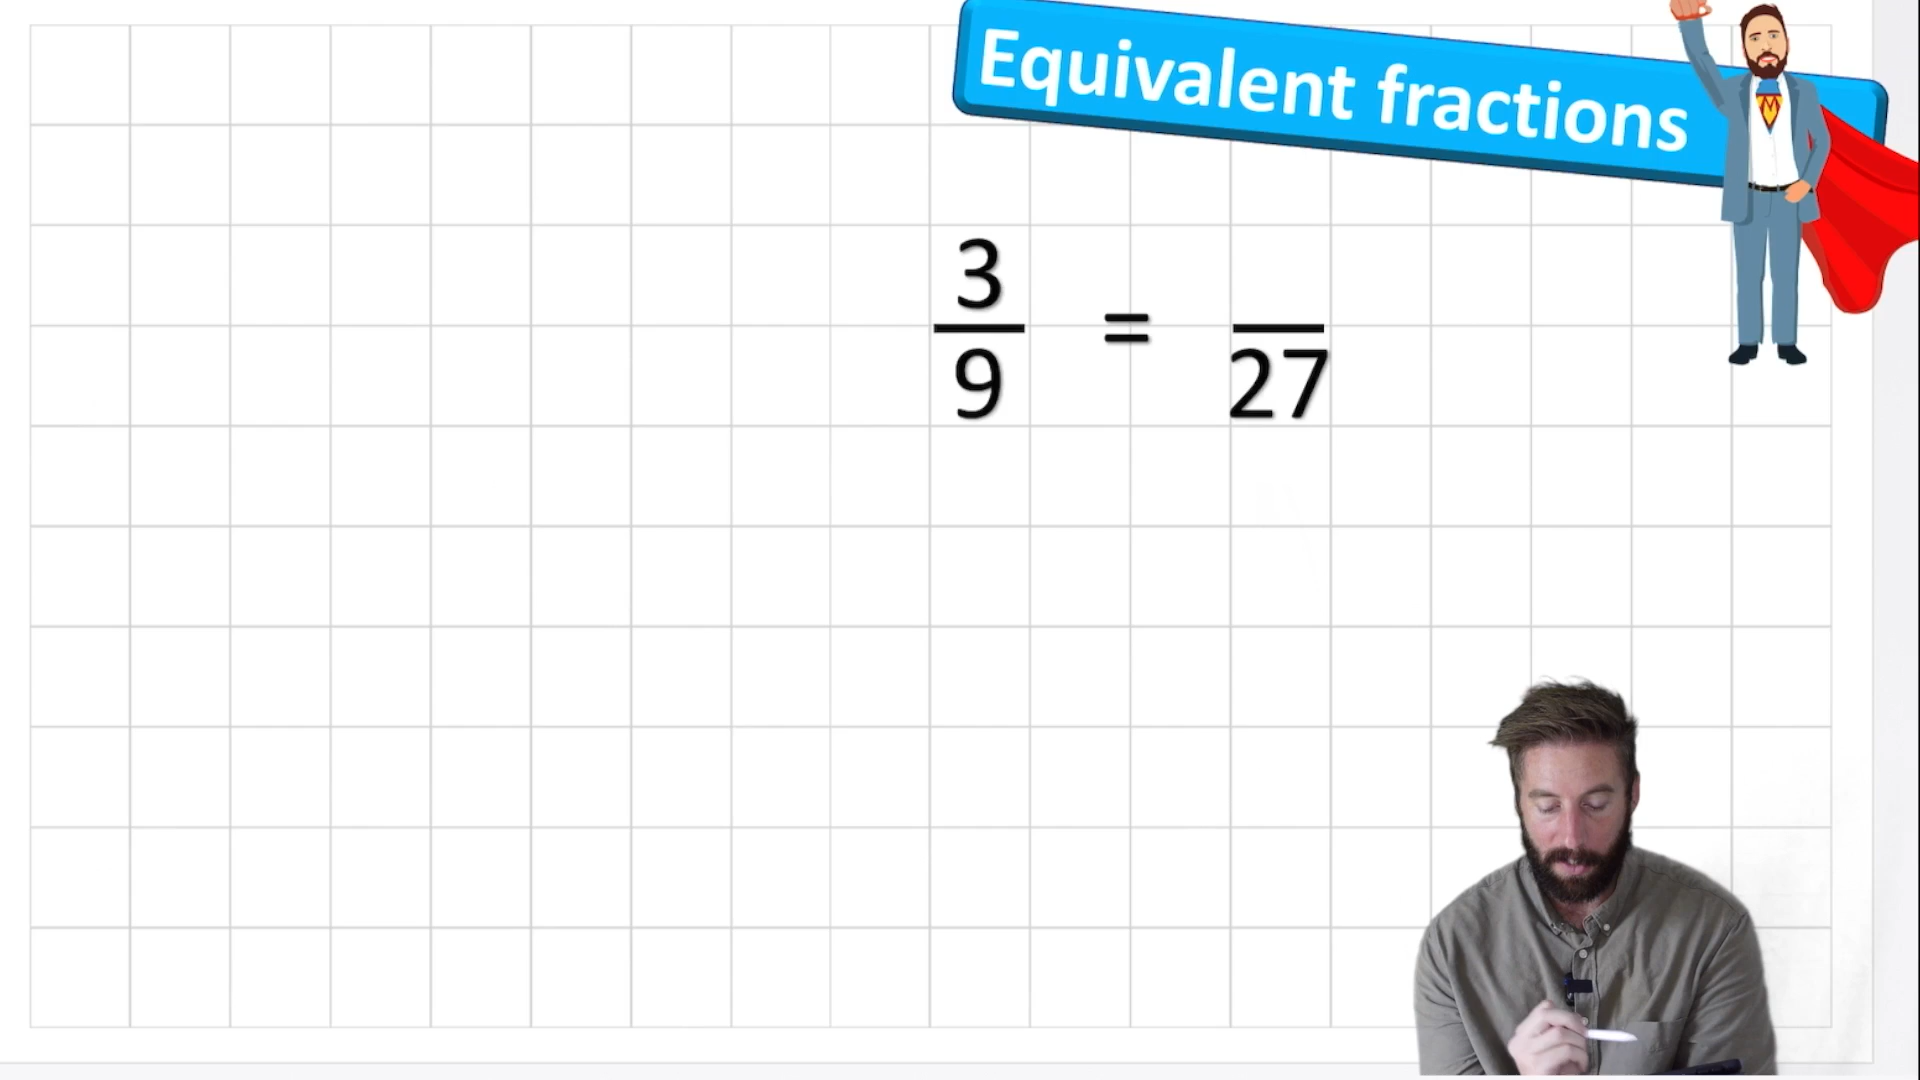 Equivalent fractions
M
3
9
=
27